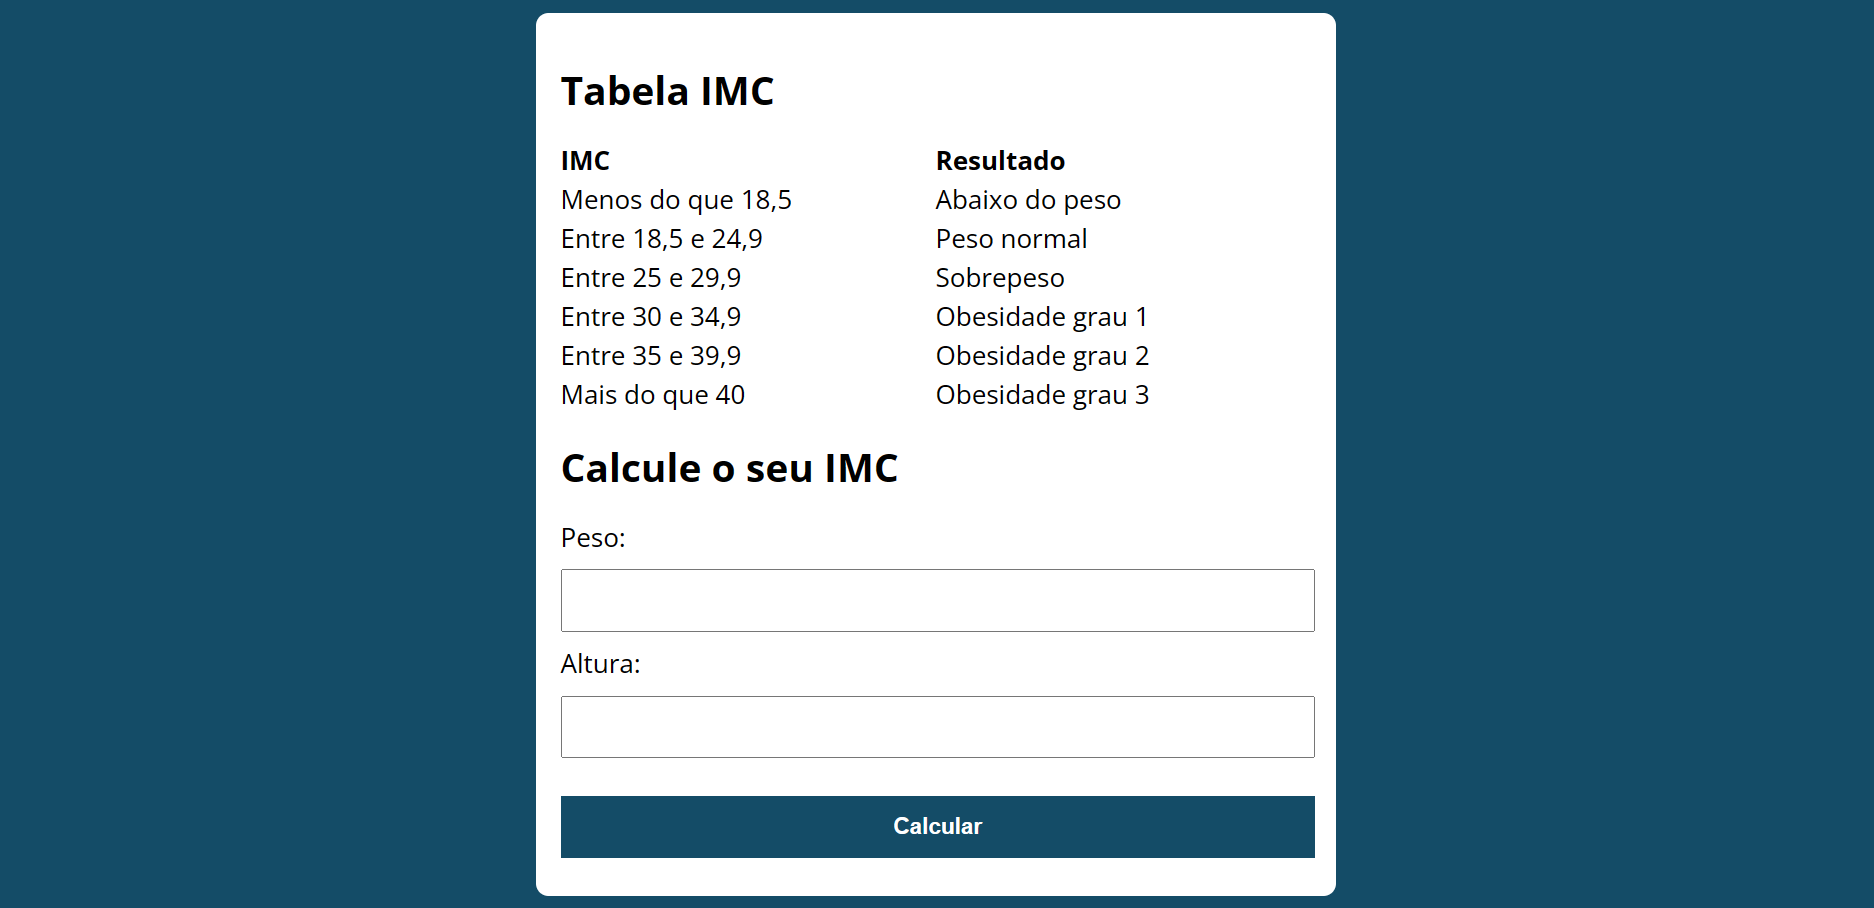 Tabela IMC
IMC Resultado
Menos do que 18,5 Abaixo do peso
Entre 18,5 e 24,9 Peso normal
Entre 25 e 29,9 Sobrepeso
Entre 30 e 34,9 Obesidade grau 1
Entre 35 e 39,9 Obesidade grau 2
Mais do que 40 Obesidade grau 3
Calcule o seu IMC
Peso:
Altura:
Calcular